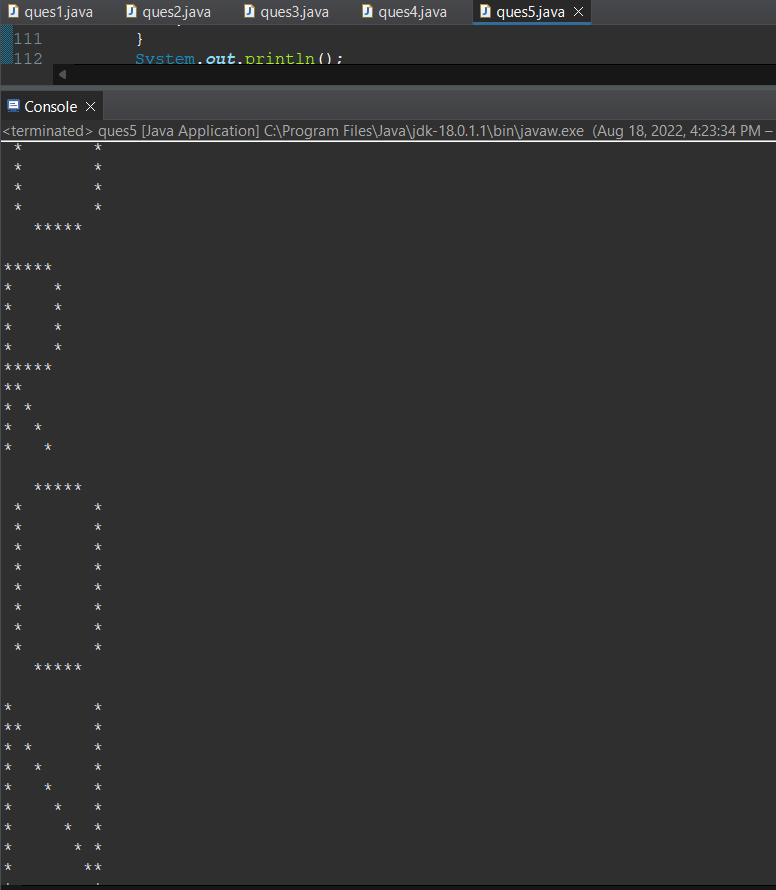 ques1.java ques2.java ques3.java ques4.java ques5.java
111 }
112 System.out.println();
Console
<terminated> ques5 [Java Application] C:\Program Files\Java\jdk-18.0.1.1\bin\javaw.exe (Aug 18, 2022, 4:23:34 PM –
 *       *
 *       *
 *       *
 *       *
   *****

*****
*    *
*    *
*    *
*    *
*****
**
* *
*  *
*   *

   *****
 *       *
 *       *
 *       *
 *       *
 *       *
 *       *
 *       *
 *       *
   *****

*        *
**       *
* *      *
*  *     *
*   *    *
*    *   *
*     *  *
*      * *
*       **